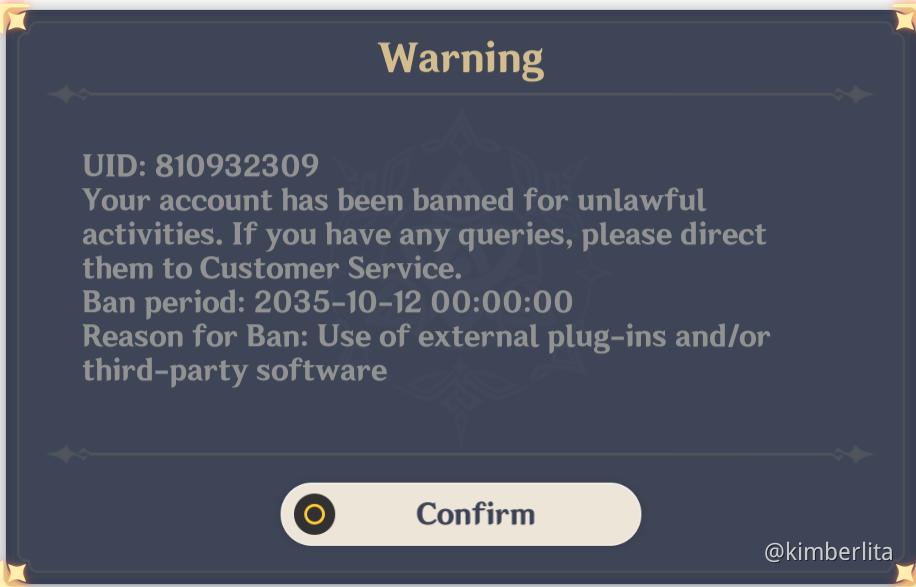 Warning
UID: 810932309
Your account has been banned for unlawful
activities. If you have any queries, please direct
them to Customer Service.
Ban period: 2035-10-12 00:00:00
Reason for Ban: Use of external plug-ins and/or
third-party software
Confirm
@kimberlita